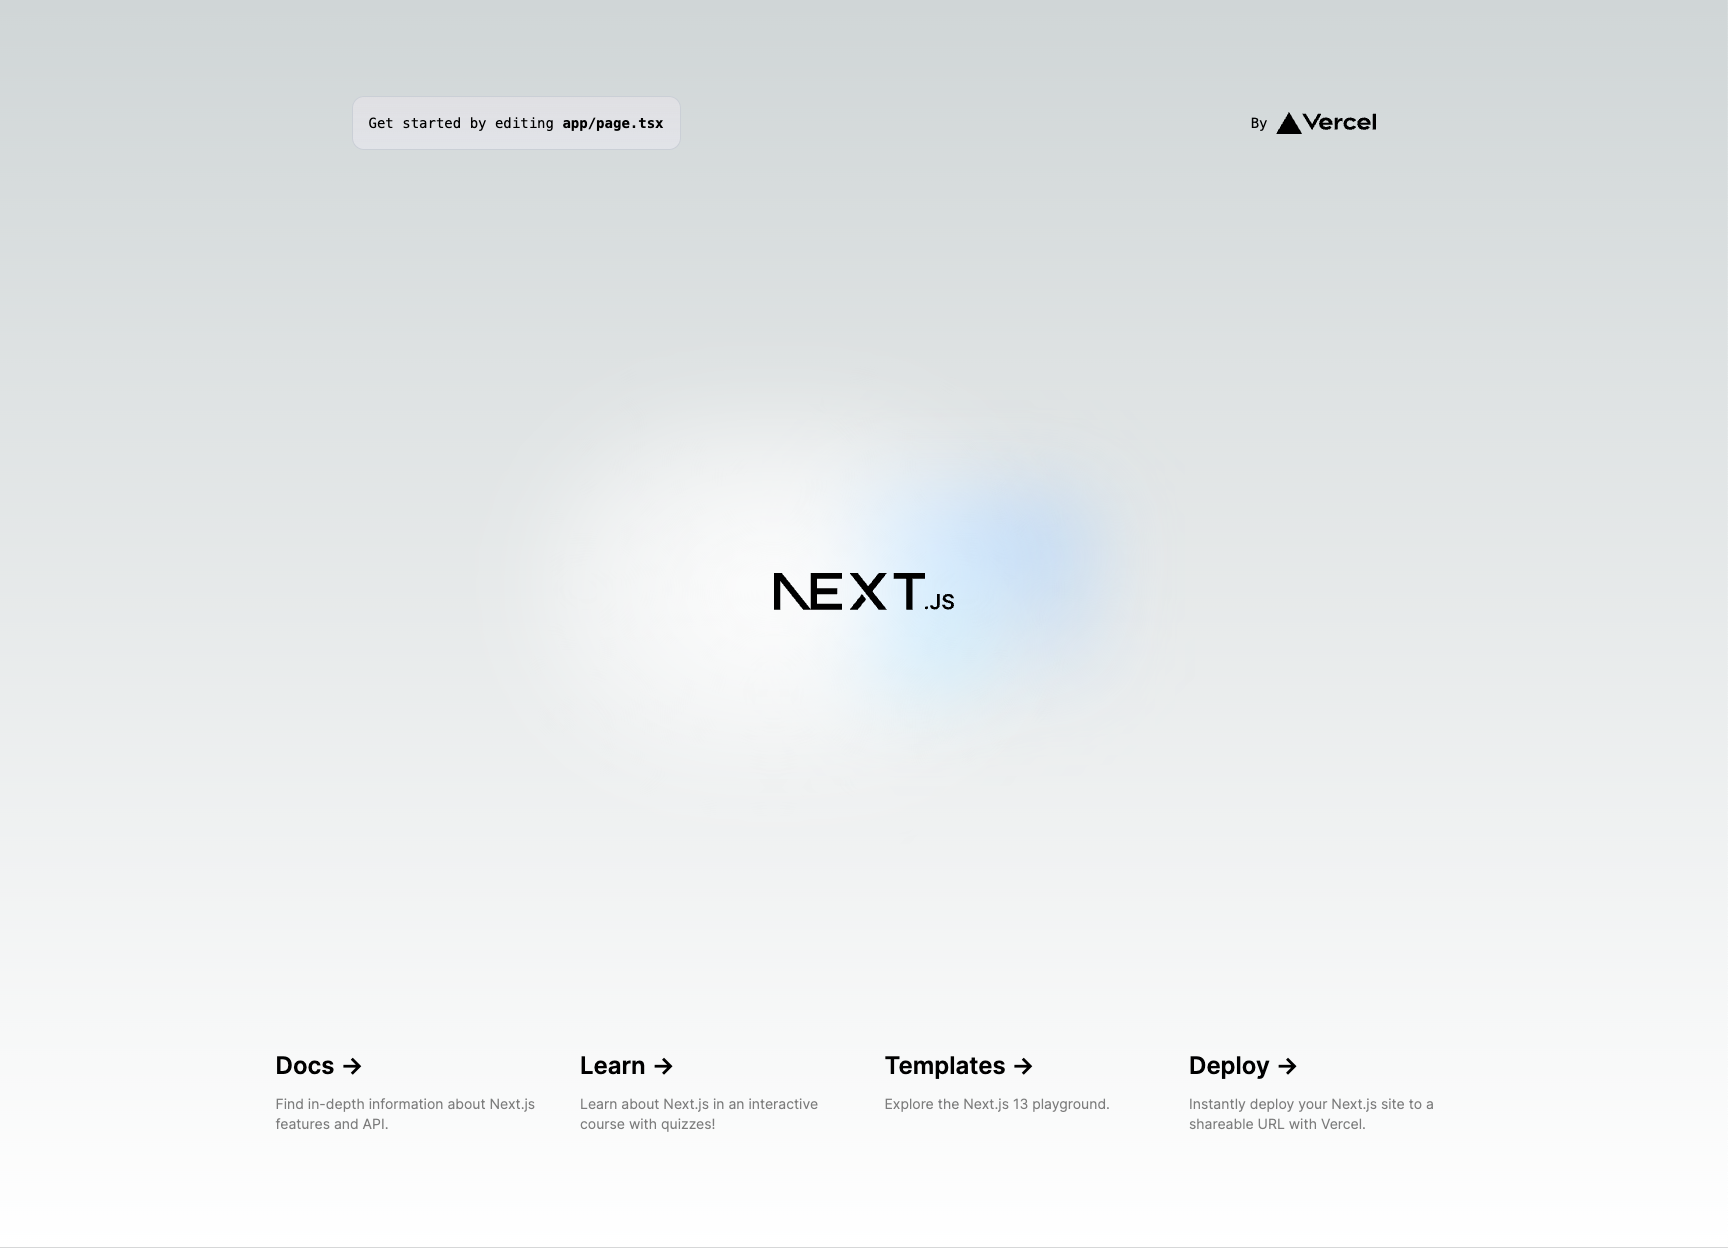 Get started by editing app/page.tsx
By Vercel
NEXT.JS
Docs →
Find in-depth information about Next.js
features and API.
Learn →
Learn about Next.js in an interactive
course with quizzes!
Templates →
Explore the Next.js 13 playground.
Deploy →
Instantly deploy your Next.js site to a
shareable URL with Vercel.